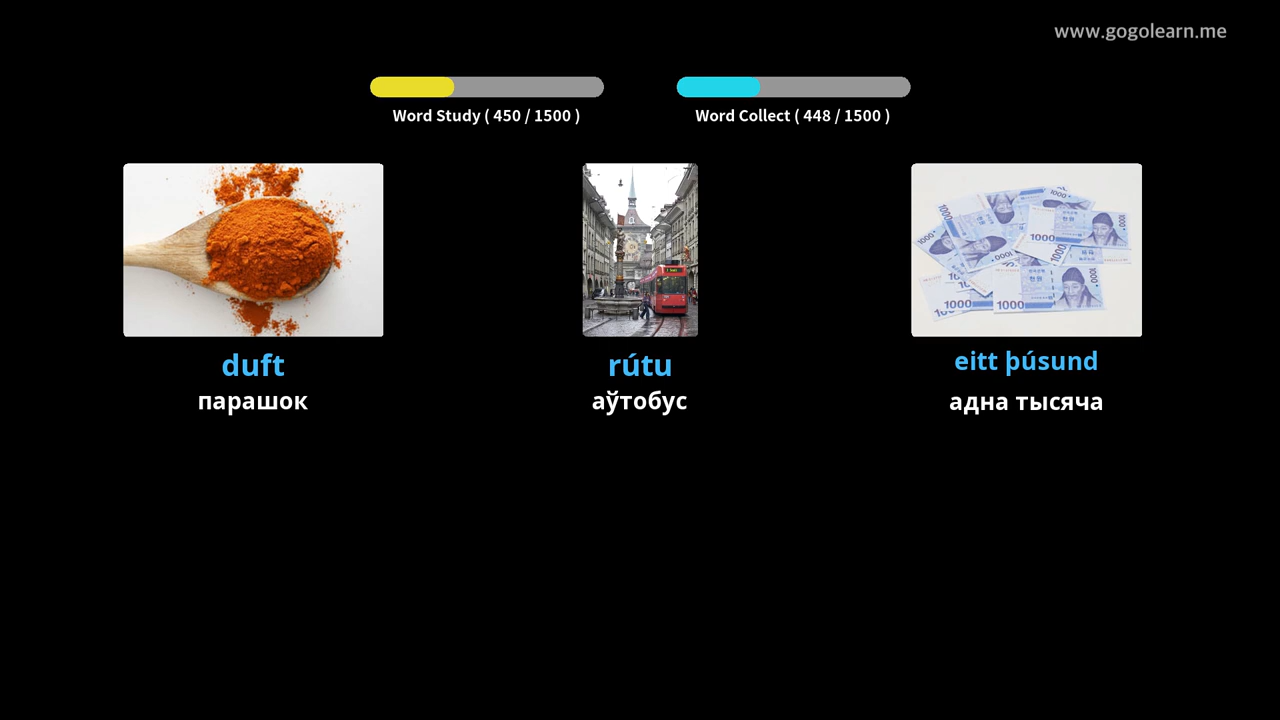 www.gogolearn.me
Word Study ( 450 / 1500 )
Word Collect ( 448 / 1500 )
duft
парашок
rútu
аўтобус
eitt þúsund
адна тысяча